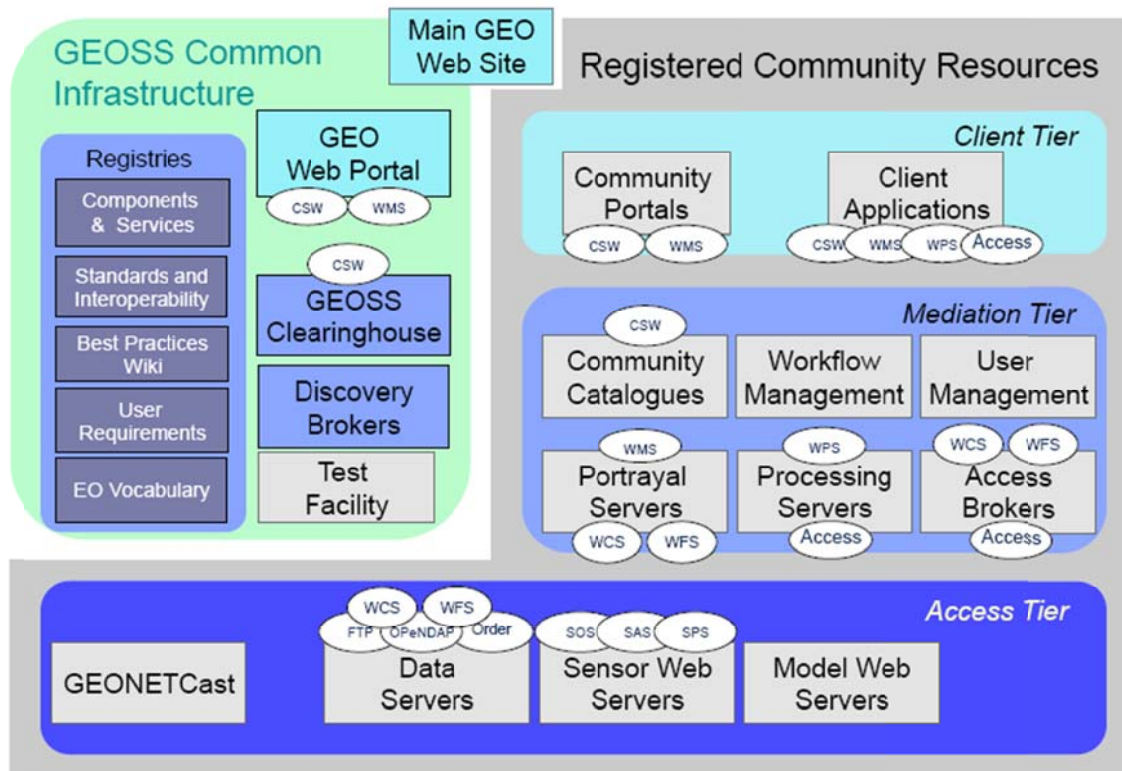 GEOSS Common
Infrastructure
Main GEO
Web Site
Registered Community Resources
Registries
Components
& Services
Standards and
Interoperability
Best Practices
Wiki
User
Requirements
EO Vocabulary
GEO
Web Portal
CSW
WMS
CSW
GEOSS
Clearinghouse
Discovery
Brokers
Test
Facility
Client Tier
Community
Portals
CSW
WMS
Client
Applications
CSW
WMS
WPS
Access
Mediation Tier
CSW
Community
Catalogues
Workflow
Management
User
Management
WMS
Portrayal
Servers
WCS
WFS
WPS
Processing
Servers
Access
WCS
WFS
Access
Brokers
Access
Access Tier
GEONETCast
WCS
WFS
FTP
OPeNDAP
Order
Data
Servers
SOS
SAS
SPS
Sensor Web
Servers
Model Web
Servers